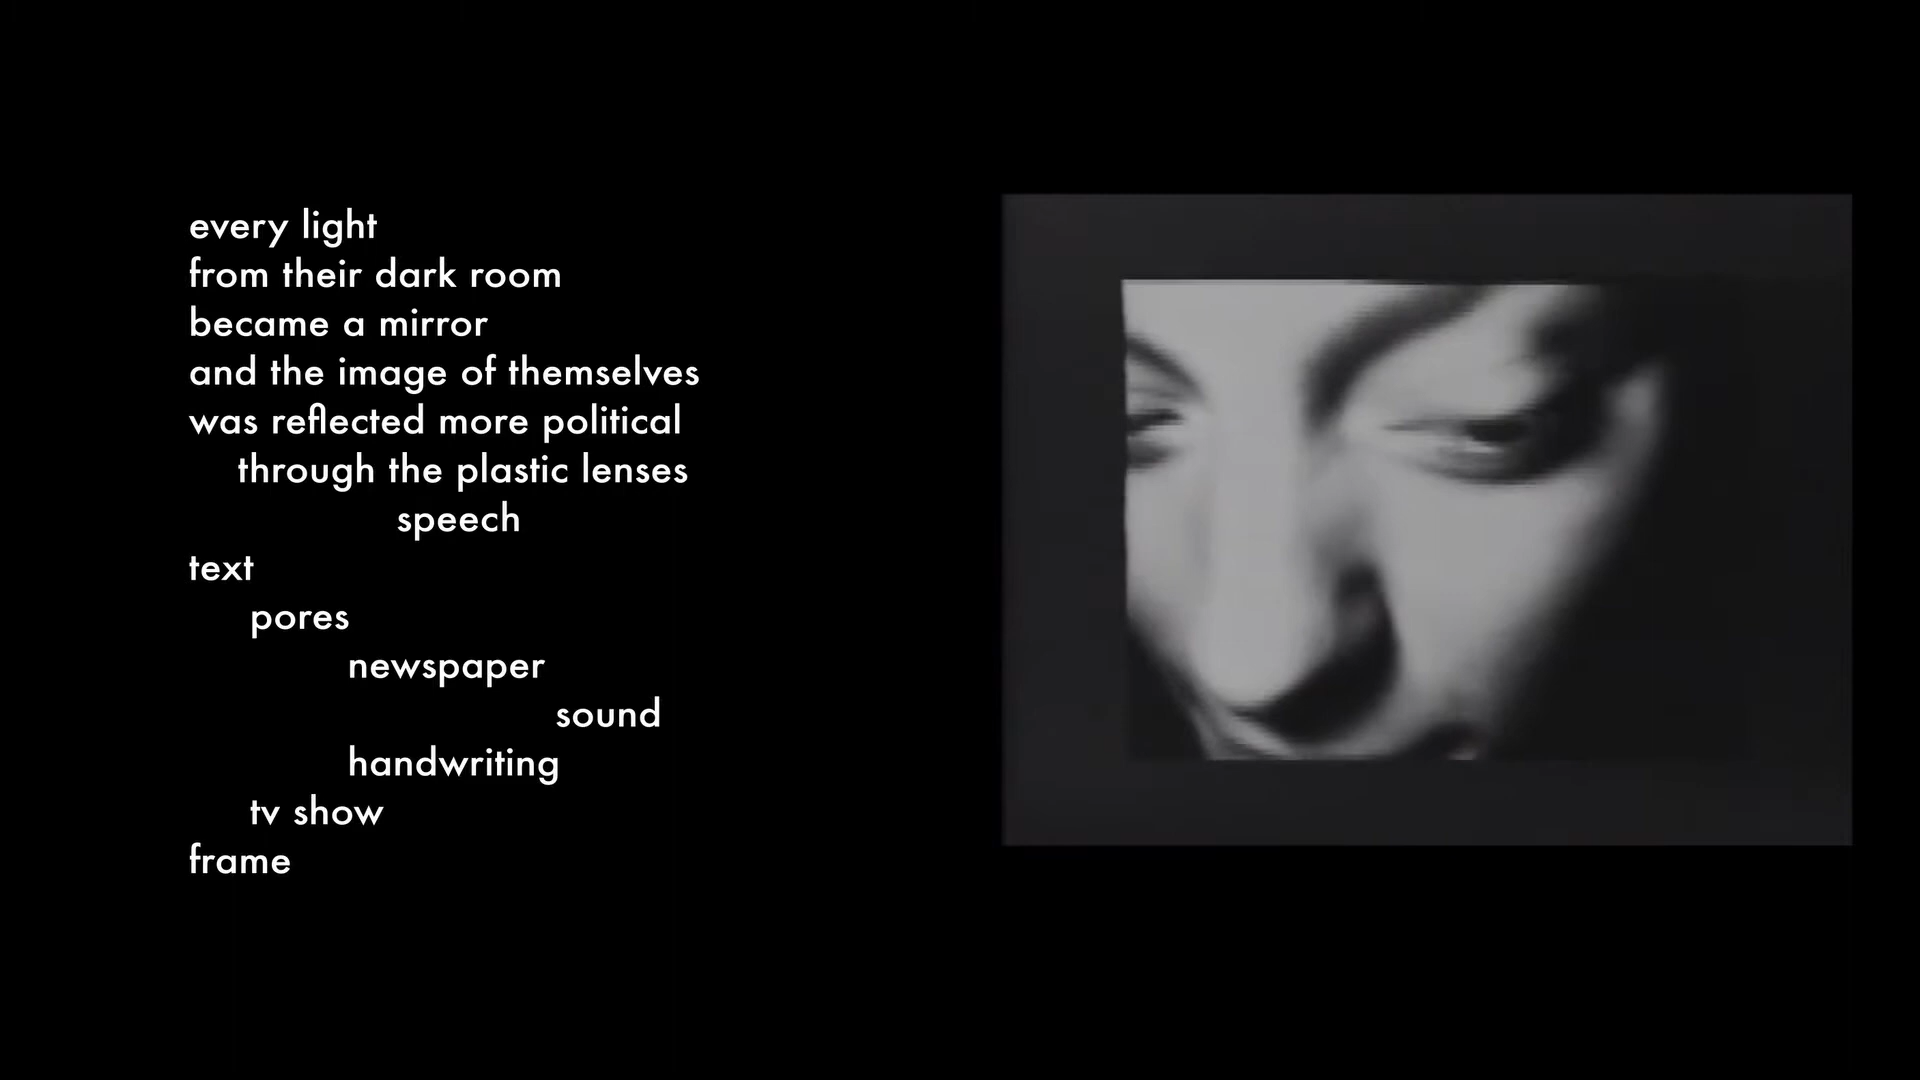 every light
from their dark room
became a mirror
and the image of themselves
was reflected more political
through the plastic lenses
speech
text
pores
newspaper
sound
handwriting
tv show
frame